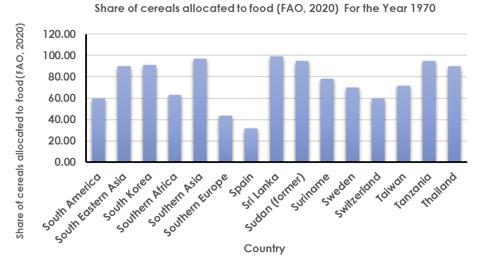 Share of cereals allocated to food (FAO, 2020)  For the Year 1970
Share of cereals allocated to food (FAO, 2020)
120.00
100.00
80.00
60.00
40.00
20.00
0.00
South America
South Eastern Asia
South Korea
Southern Africa
Southern Asia
Southern Europe
Spain
Sri Lanka
Sudan (former)
Suriname
Sweden
Switzerland
Taiwan
Tanzania
Thailand
Country